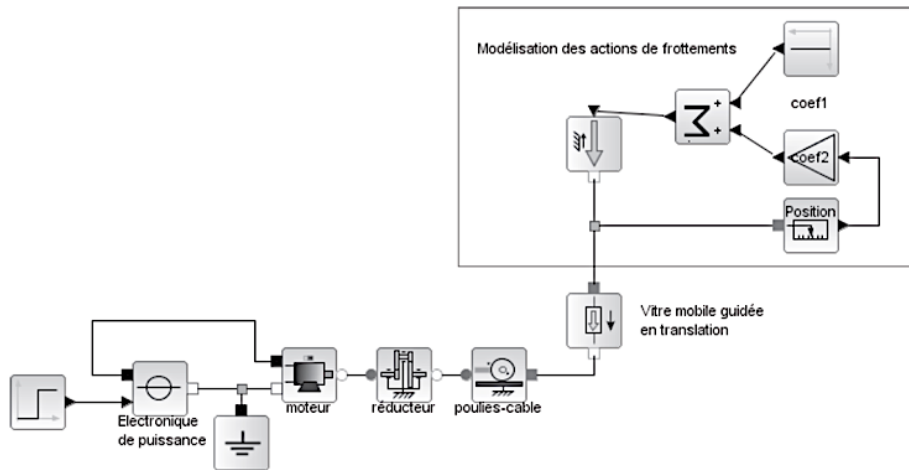 Modélisation des actions de frottements
coef1
coef2
Position
Vitre mobile guidée
en translation
moteur
réducteur
poulies-cable
Electronique
de puissance